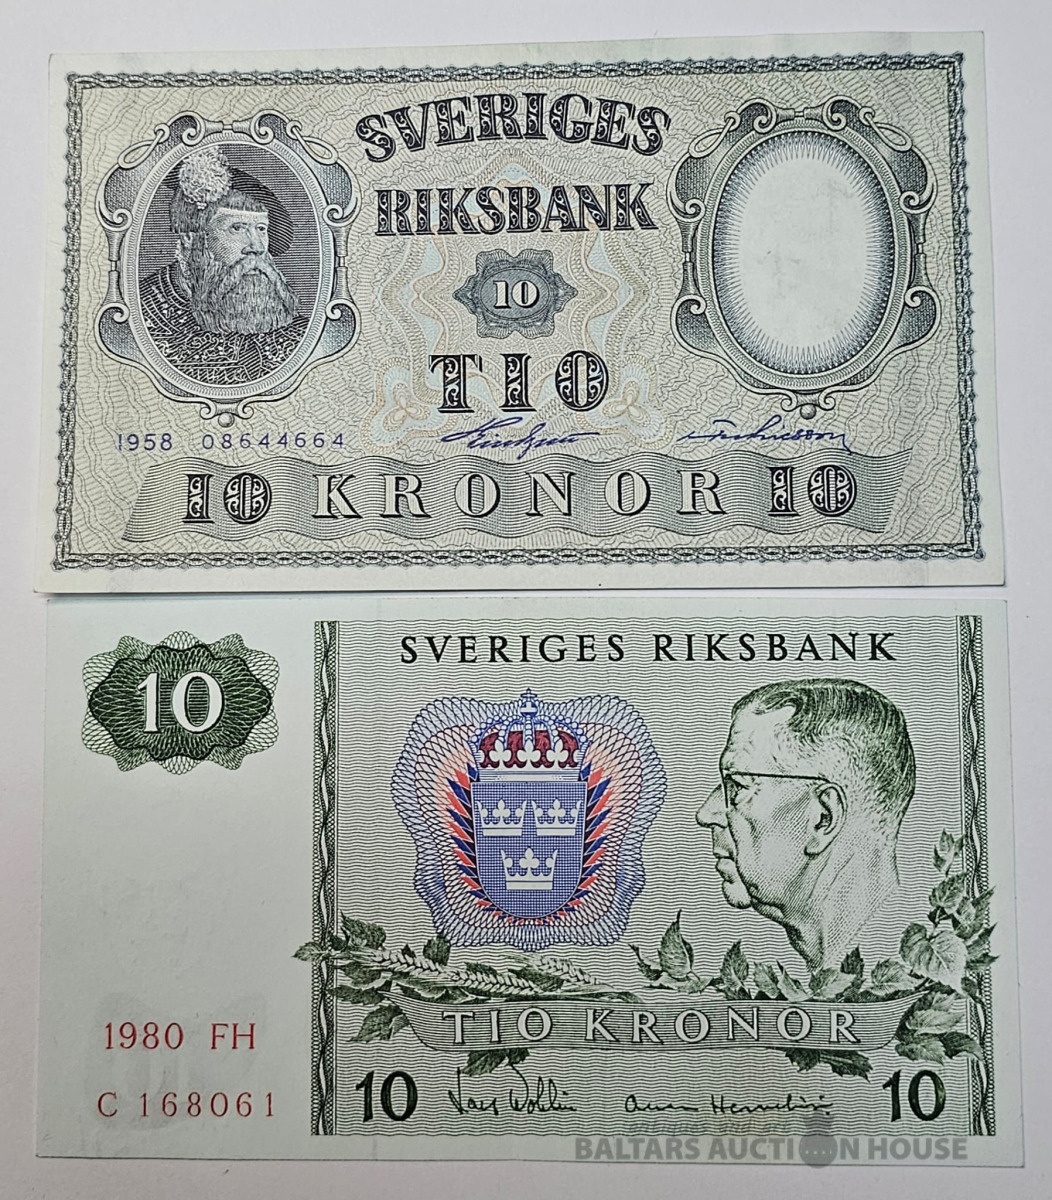 SVERIGES
RIKSBANK
10
TIO
1958 08644664
10 KRONOR 10
SVERIGES RIKSBANK
10
TIO KRONOR
1980 FH
C 168061
10 10
BALTARS AUCTION HOUSE